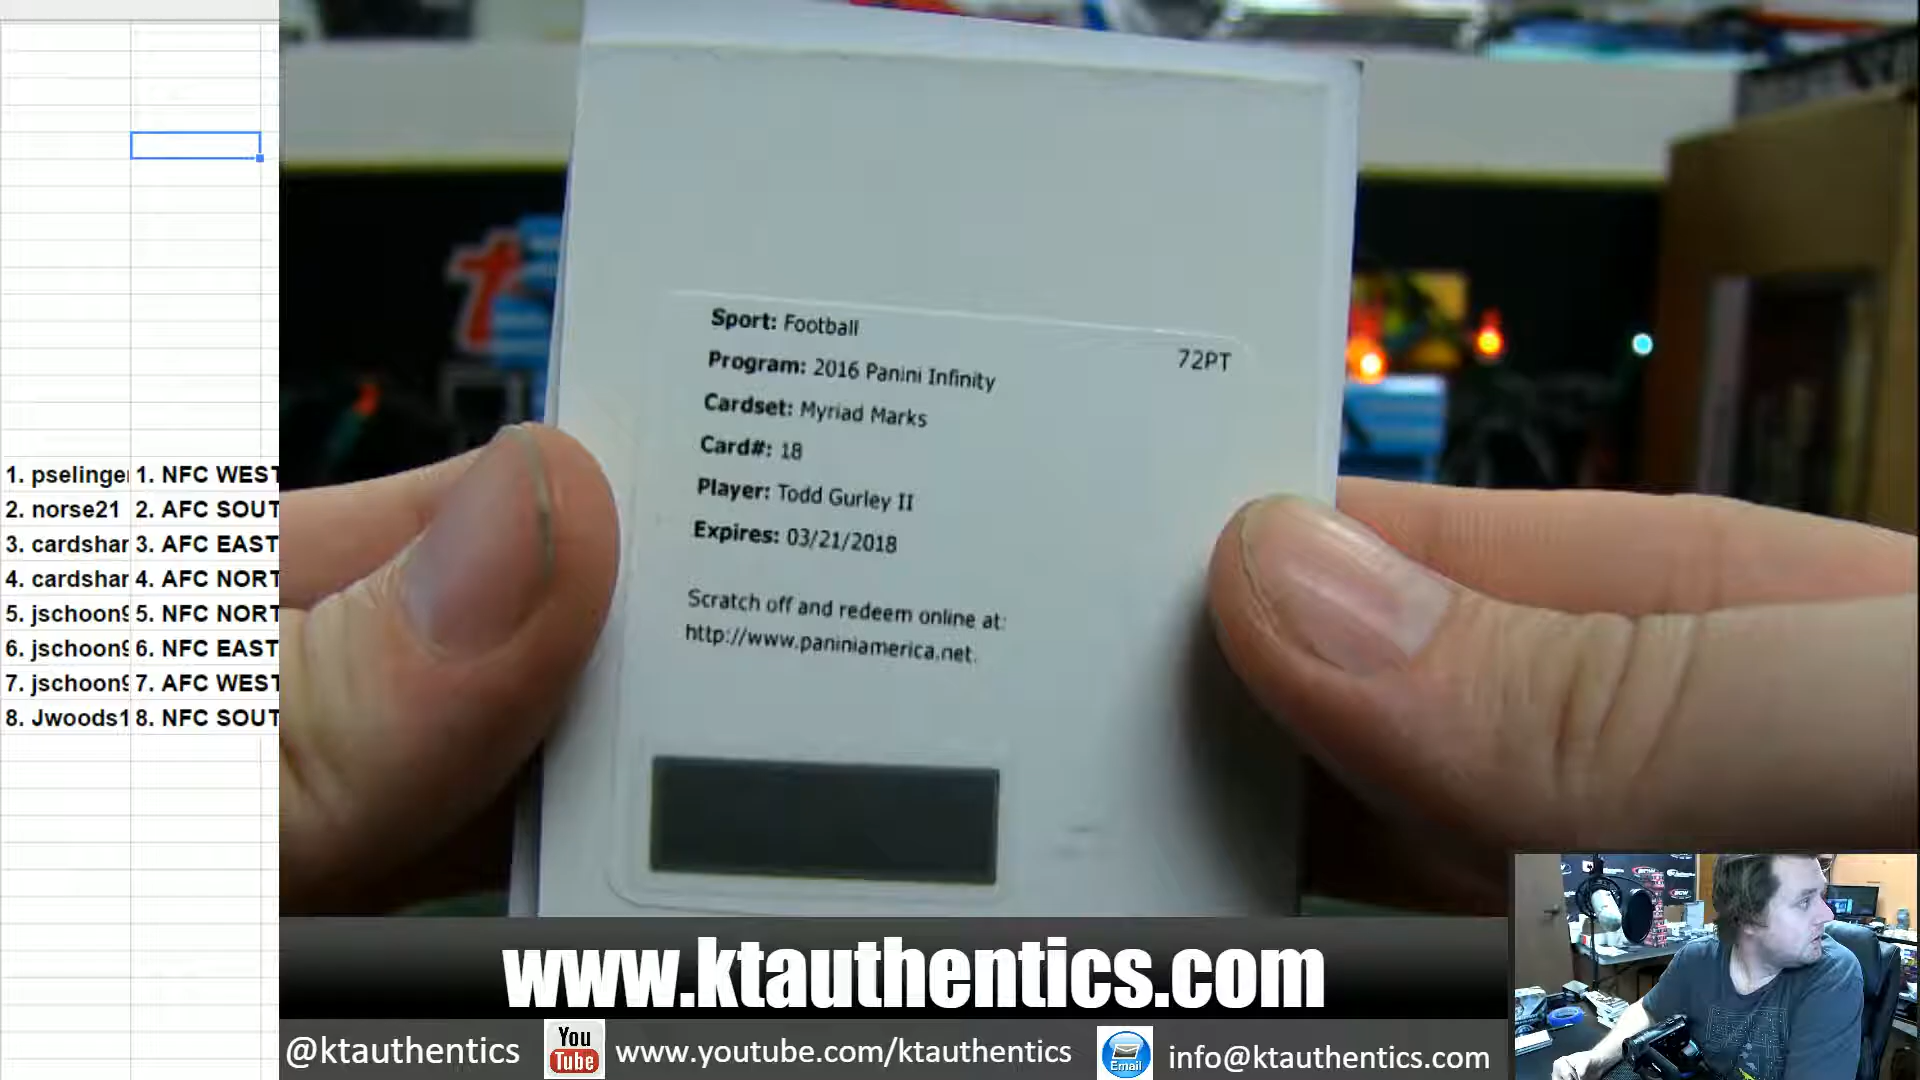 1. pselinger 1. NFC WEST
2. norse21 2. AFC SOUT
3. cardshar 3. AFC EAST
4. cardshar 4. AFC NORT
5. jschoon9 5. NFC NORT
6. jschoon9 6. NFC EAST
7. jschoon9 7. AFC WEST
8. Jwoods1 8. NFC SOUT
Sport: Football
72PT
Program: 2016 Panini Infinity
Cardset: Myriad Marks
Card#: 18
Player: Todd Gurley II
Expires: 03/21/2018
Scratch off and redeem online at:
http://www.paniniamerica.net.
www.ktauthentics.com
@ktauthentics
You
Tube
www.youtube.com/ktauthentics
Email
info@ktauthentics.com